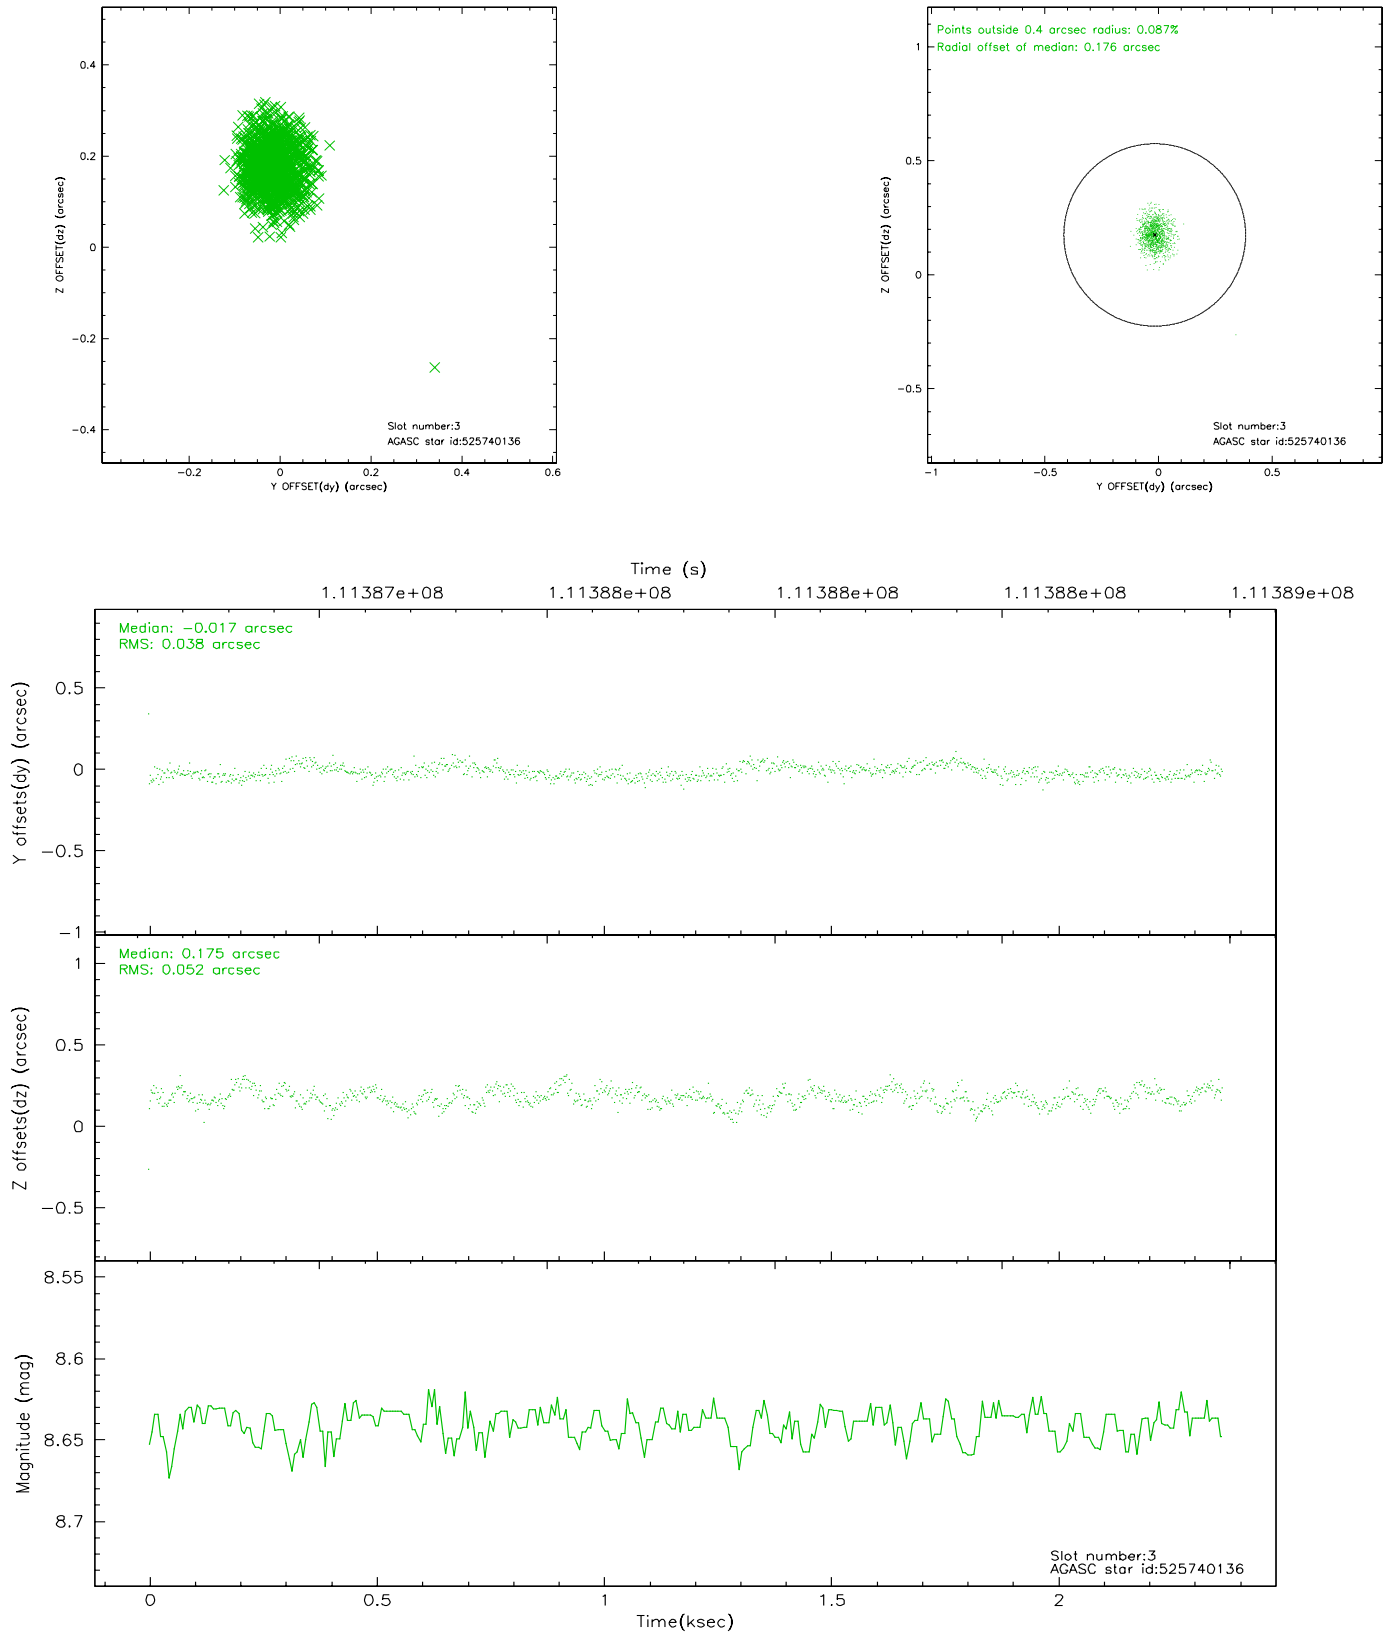 0.4
0.2
0
−0.2
−0.4
Z OFFSET(dz) (arcsec)
Slot number:3
AGASC star id:525740136
−0.2 0 0.2 0.4 0.6
Y OFFSET(dy) (arcsec)
Points outside 0.4 arcsec radius: 0.087%
Radial offset of median: 0.176 arcsec
1
0.5
0
−0.5
Z OFFSET(dz) (arcsec)
Slot number:3
AGASC star id:525740136
−1 −0.5 0 0.5
Y OFFSET(dy) (arcsec)
Time (s)
1.11387e+08 1.11388e+08 1.11388e+08 1.11388e+08 1.11389e+08
Median: −0.017 arcsec
RMS: 0.038 arcsec
0.5
0
−0.5
−1
Y offsets(dy) (arcsec)
Median: 0.175 arcsec
RMS: 0.052 arcsec
1
0.5
0
−0.5
Z offsets(dz) (arcsec)
8.55
8.6
8.65
8.7
Magnitude (mag)
Slot number:3
AGASC star id:525740136
0 0.5 1 1.5 2
Time(ksec)